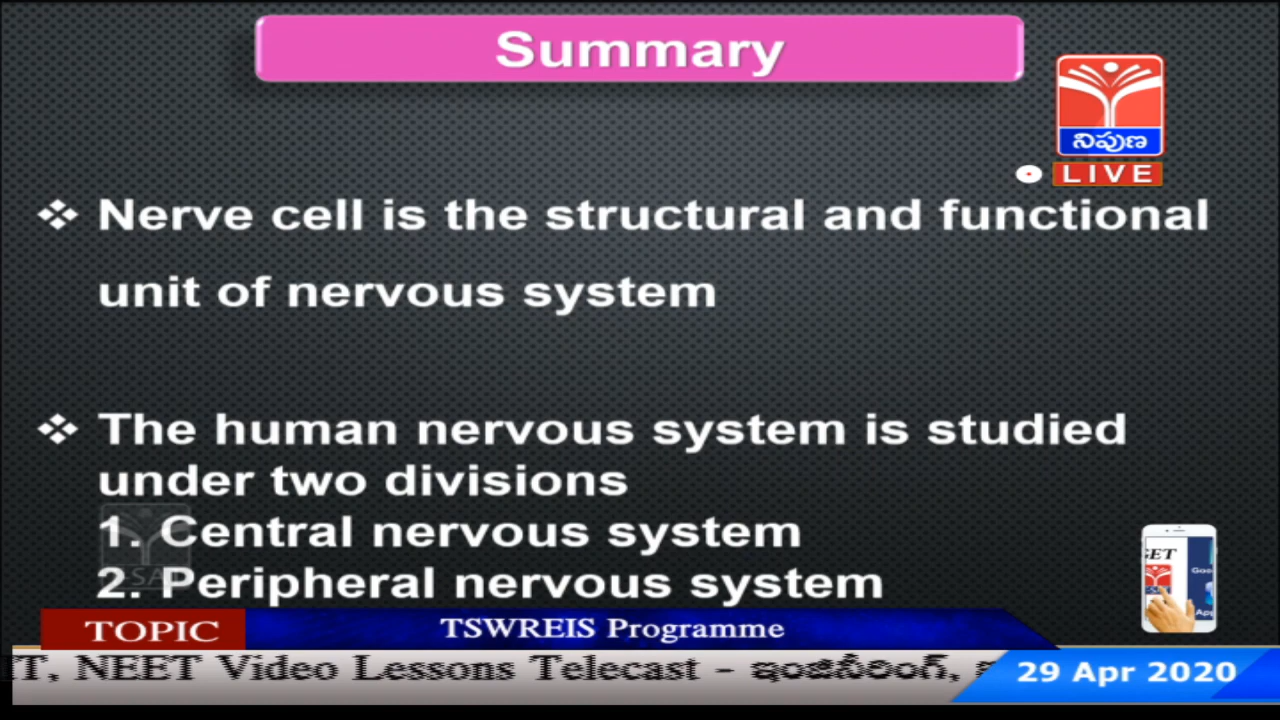 Summary
నిపుణ
LIVE
❖ Nerve cell is the structural and functional
unit of nervous system
❖ The human nervous system is studied
under two divisions
1. Central nervous system
2. Peripheral nervous system
GET
TOPIC
TSWREIS Programme
IT, NEET Video Lessons Telecast - ఇంజినీరింగ్,
29 Apr 2020